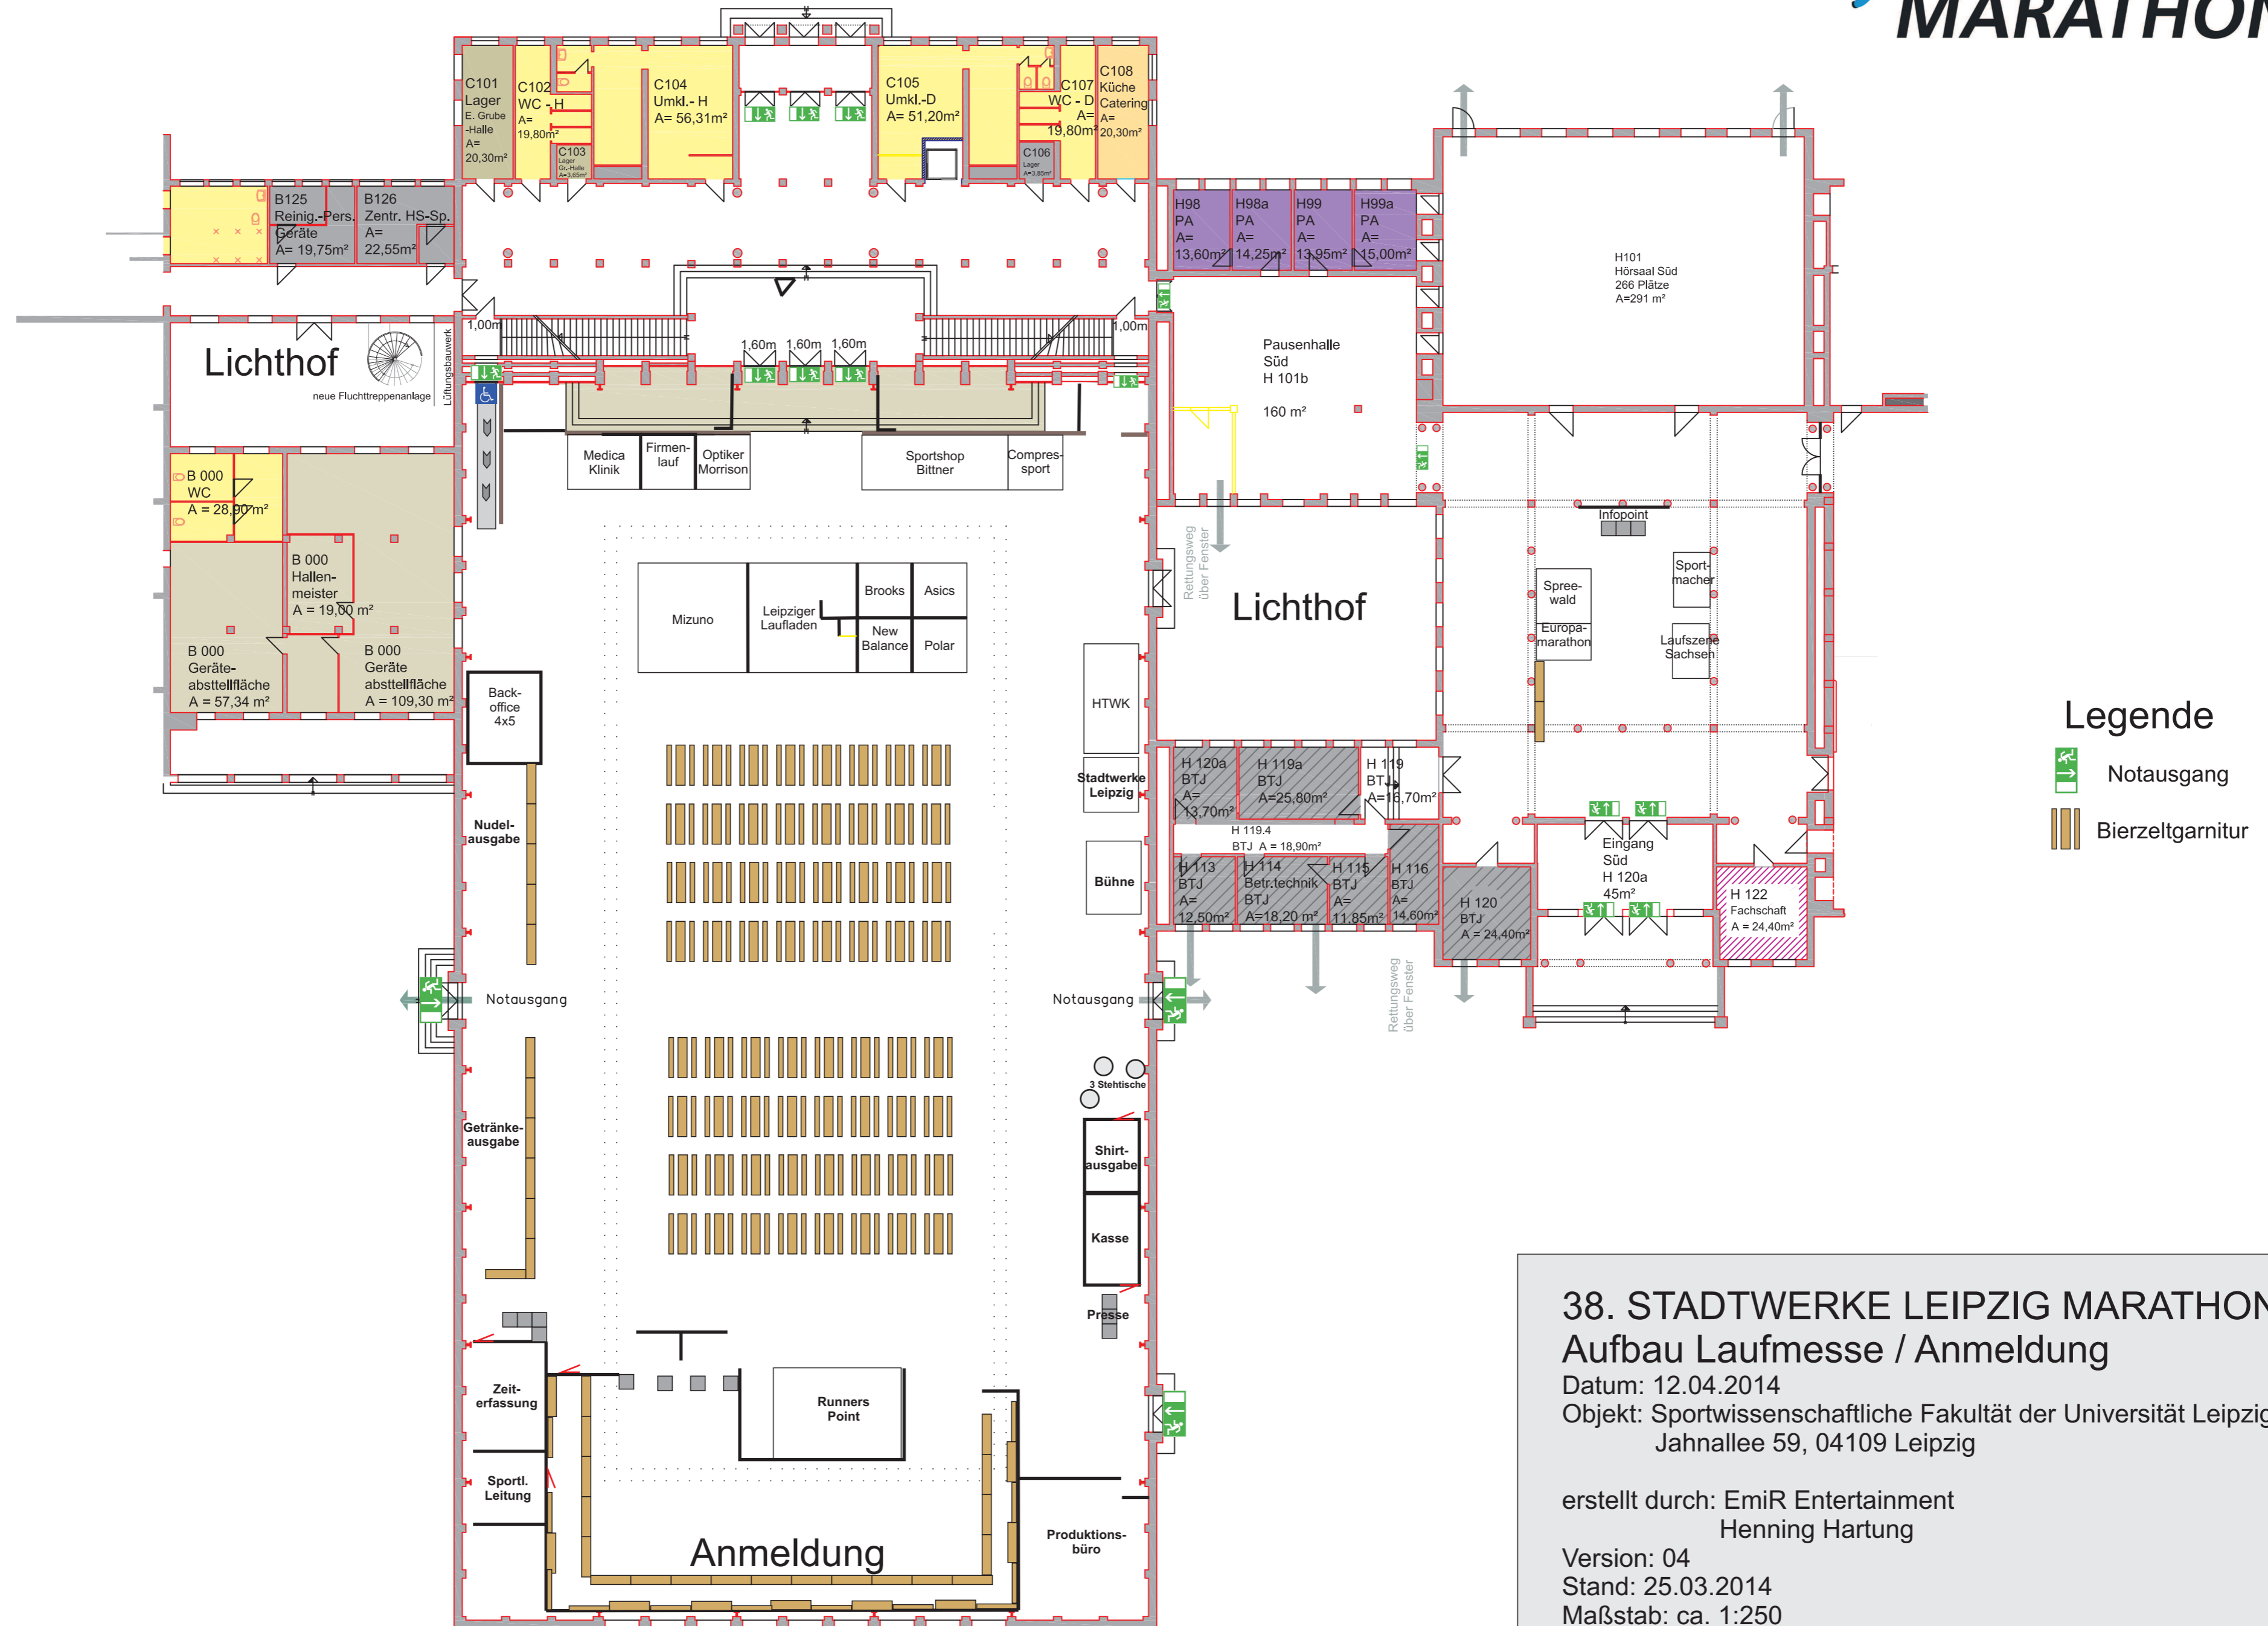 MARATHON
C101
Lager
E. Grube
-Halle
A=
20,30m²
C102
WC - H
A=
19,80m²
C103
Lager
Gr.-Halle
A=3,65m²
C104
Umkl.- H
A= 56,31m²
C105
Umkl.-D
A= 51,20m²
C106
Lager
A=3,85m²
C107
WC - D
A=
19,80m²
C108
Küche
Catering
A=
20,30m²
B125
Reinig.-Pers.
Geräte
A= 19,75m²
B126
Zentr. HS-Sp.
A=
22,55m²
H98
PA
A=
13,60m²
H98a
PA
A=
14,25m²
H99
PA
A=
13,95m²
H99a
PA
A=
15,00m²
H101
Hörsaal Süd
266 Plätze
A=291 m²
1,00m
1,60m 1,60m 1,60m
1,00m
Lichthof
neue Fluchttreppenanlage
Lüftungsbauwerk
Pausenhalle
Süd
H 101b
160 m²
Medica
Klinik
Firmen-
lauf
Optiker
Morrison
Sportshop
Bittner
Compres-
sport
B 000
WC
A = 28,90 m²
B 000
Hallen-
meister
A = 19,00 m²
B 000
Geräte-
absttellfläche
A = 57,34 m²
B 000
Geräte
absttellfläche
A = 109,30 m²
Rettungsweg
über Fenster
Lichthof
Infopoint
Spree-
wald
Europa-
marathon
Sport-
macher
Laufszene
Sachsen
Mizuno
Leipziger
Laufladen
Brooks
Asics
New
Balance
Polar
Back-
office
4x5
HTWK
Stadtwerke
Leipzig
Bühne
Nudel-
ausgabe
H 120a
BTJ
A=
13,70m²
H 119a
BTJ
A=25,80m²
H 119
BTJ
A=16,70m²
H 119.4
BTJ A = 18,90m²
H 113
BTJ
A=
12,50m²
H 114
Betr.technik
BTJ
A=18,20 m²
H 115
BTJ
A=
11,85m²
H 116
BTJ
A=
14,60m²
H 120
BTJ
A = 24,40m²
Eingang
Süd
H 120a
45m²
H 122
Fachschaft
A = 24,40m²
Legende
Notausgang
Bierzeltgarnitur
Notausgang
Notausgang
Rettungsweg
über Fenster
3 Stehtische
Getränke-
ausgabe
Shirt-
ausgabe
Kasse
Presse
Zeit-
erfassung
Sportl.
Leitung
Runners
Point
Anmeldung
Produktions-
büro
38. STADTWERKE LEIPZIG MARATHON
Aufbau Laufmesse / Anmeldung
Datum: 12.04.2014
Objekt: Sportwissenschaftliche Fakultät der Universität Leipzig
Jahnallee 59, 04109 Leipzig
erstellt durch: EmiR Entertainment
Henning Hartung
Version: 04
Stand: 25.03.2014
Maßstab: ca. 1:250